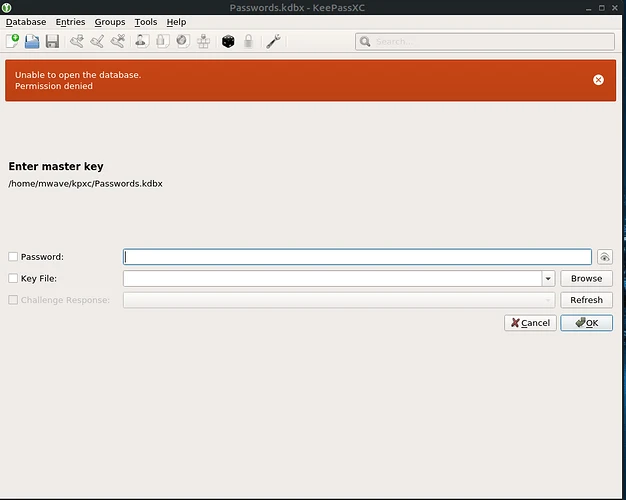 Passwords.kdbx - KeePassXC
Database Entries Groups Tools Help
Search...
Unable to open the database.
Permission denied
Enter master key
/home/mwave/kpxc/Passwords.kdbx
Password:
Key File: Browse
Challenge Response: Refresh
Cancel OK